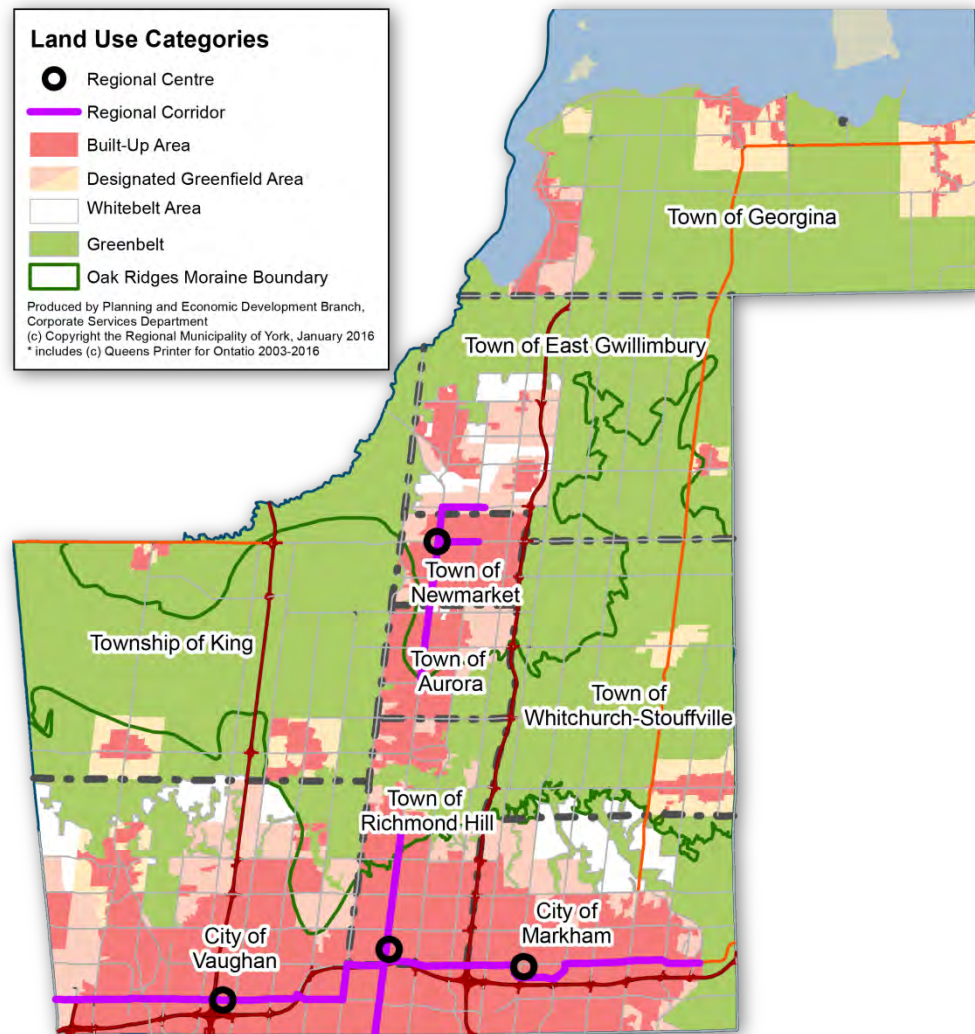 Land Use Categories
Regional Centre
Regional Corridor
Built-Up Area
Designated Greenfield Area
Whitebelt Area
Greenbelt
Oak Ridges Moraine Boundary
Produced by Planning and Economic Development Branch,
Corporate Services Department
(c) Copyright the Regional Municipality of York, January 2016
* includes (c) Queens Printer for Ontatio 2003-2016
Town of Georgina
Town of East Gwillimbury
Town of
Newmarket
Township of King
Town of
Aurora
Town of
Whitchurch-Stouffville
Town of
Richmond Hill
City of
Vaughan
City of
Markham